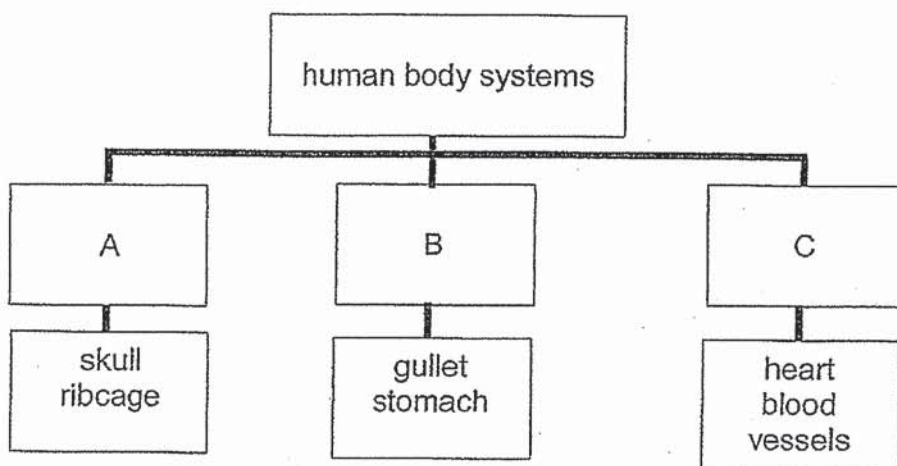 human body systems
A
B
C
skull
ribcage
gullet
stomach
heart
blood
vessels